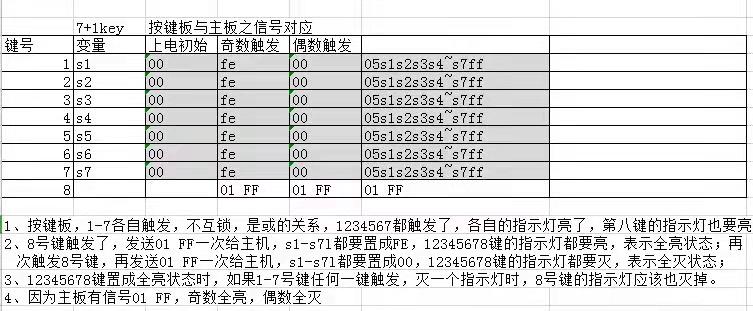 7+1key 按键板与主板之信号对应
键号 变量 上电初始 奇数触发 偶数触发
1 s1 00 fe 00 05s1s2s3s4~s7ff
2 s2 00 fe 00 05s1s2s3s4~s7ff
3 s3 00 fe 00 05s1s2s3s4~s7ff
4 s4 00 fe 00 05s1s2s3s4~s7ff
5 s5 00 fe 00 05s1s2s3s4~s7ff
6 s6 00 fe 00 05s1s2s3s4~s7ff
7 s7 00 fe 00 05s1s2s3s4~s7ff
8 01 FF 01 FF 01 FF
1、按键板，1-7各自触发，不互锁，是或的关系，1234567都触发了，各自的指示灯亮了，第八键的指示灯也要亮
2、8号键触发了，发送01 FF一次给主机，s1-s7l都要置成FE，12345678键的指示灯都要亮，表示全亮状态；再
次触发8号键，再发送01 FF一次给主机，s1-s7l都要置成00，12345678键的指示灯都要灭，表示全灭状态；
3、12345678键置成全亮状态时，如果1-7号键任何一键触发，灭一个指示灯时，8号键的指示灯应该也灭掉。
4、因为主板有信号01 FF，奇数全亮，偶数全灭